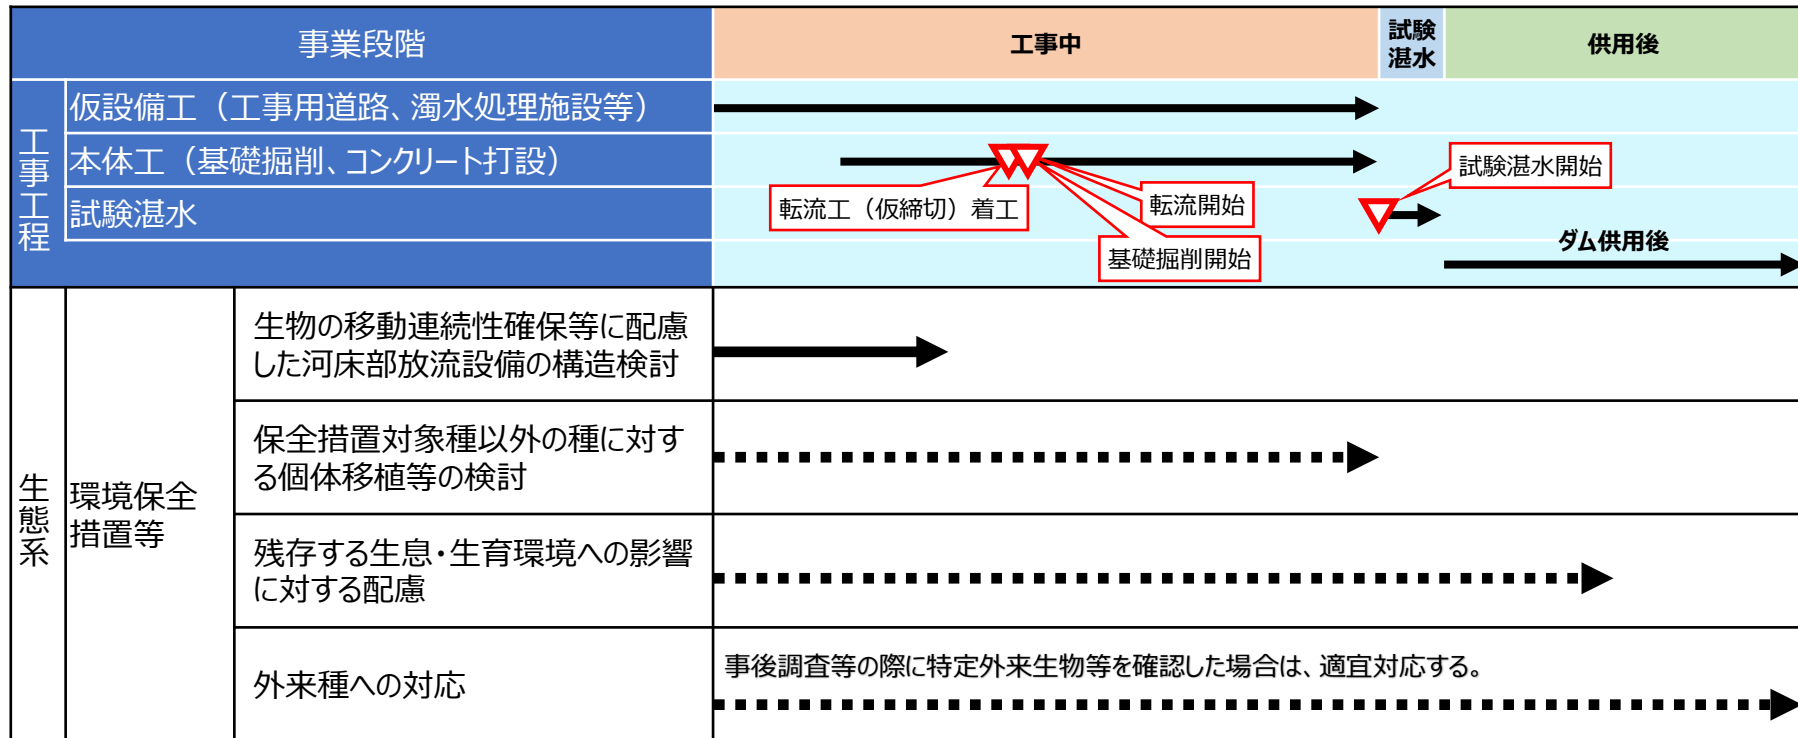 事業段階
工事中
試験
湛水
供用後
工事工程
仮設備工（工事用道路、濁水処理施設等）
本体工（基礎掘削、コンクリート打設）
試験湛水
転流工（仮締切）着工
転流開始
基礎掘削開始
試験湛水開始
ダム供用後
生態系
環境保全
措置等
生物の移動連続性確保等に配慮
した河床部放流設備の構造検討
保全措置対象種以外の種に対す
る個体移植等の検討
残存する生息・生育環境への影響
に対する配慮
外来種への対応
事後調査等の際に特定外来生物等を確認した場合は、適宜対応する。